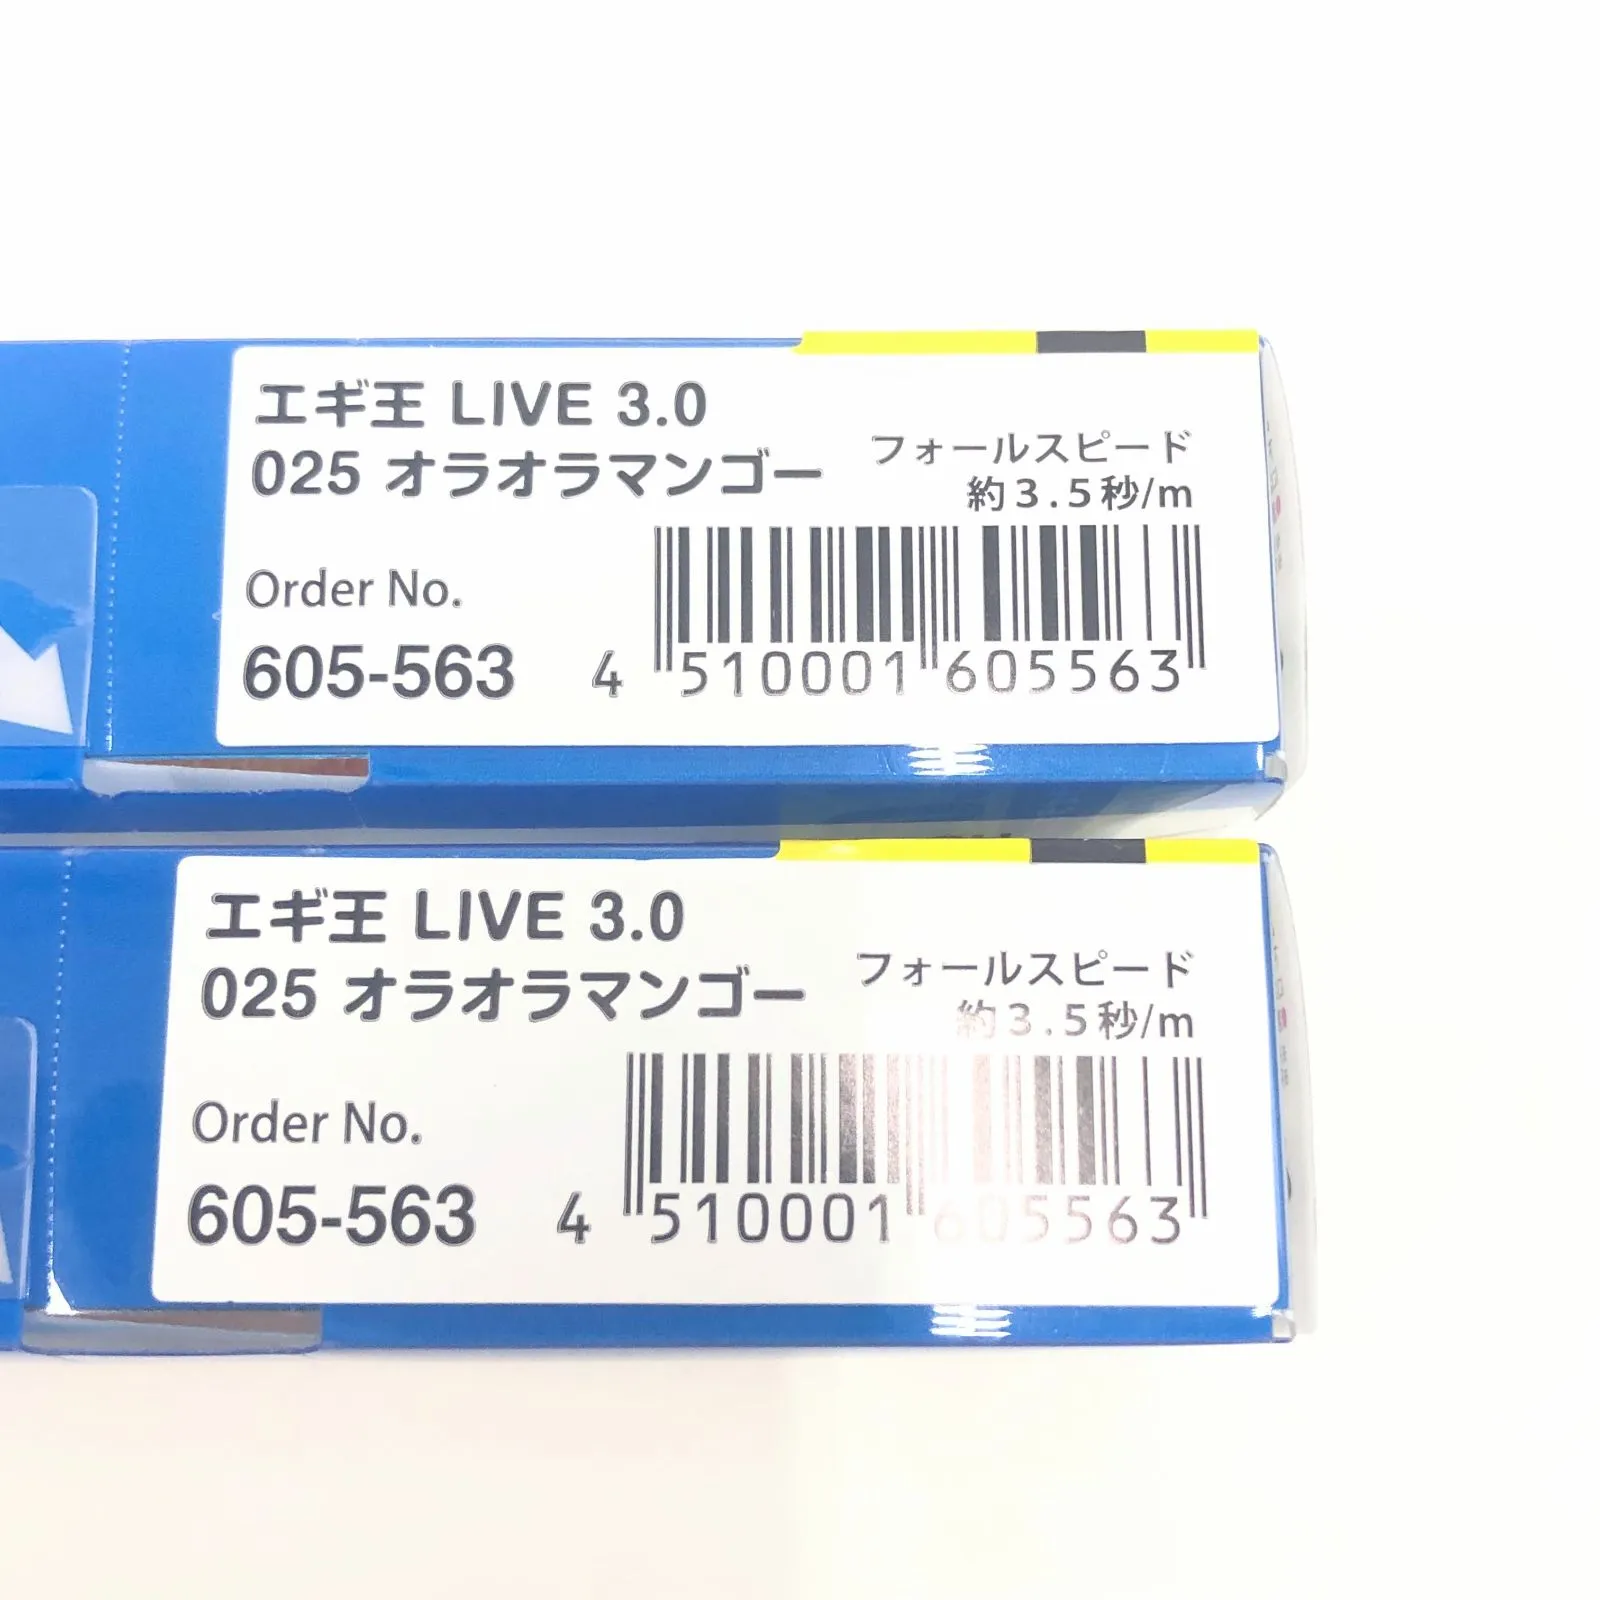 エギ王 LIVE 3.0
025 オラオラマンゴー
フォールスピード
約3.5秒/m
Order No.
605-563
4 510001 605563
エギ王 LIVE 3.0
025 オラオラマンゴー
フォールスピード
約3.5秒/m
Order No.
605-563
4 510001 605563